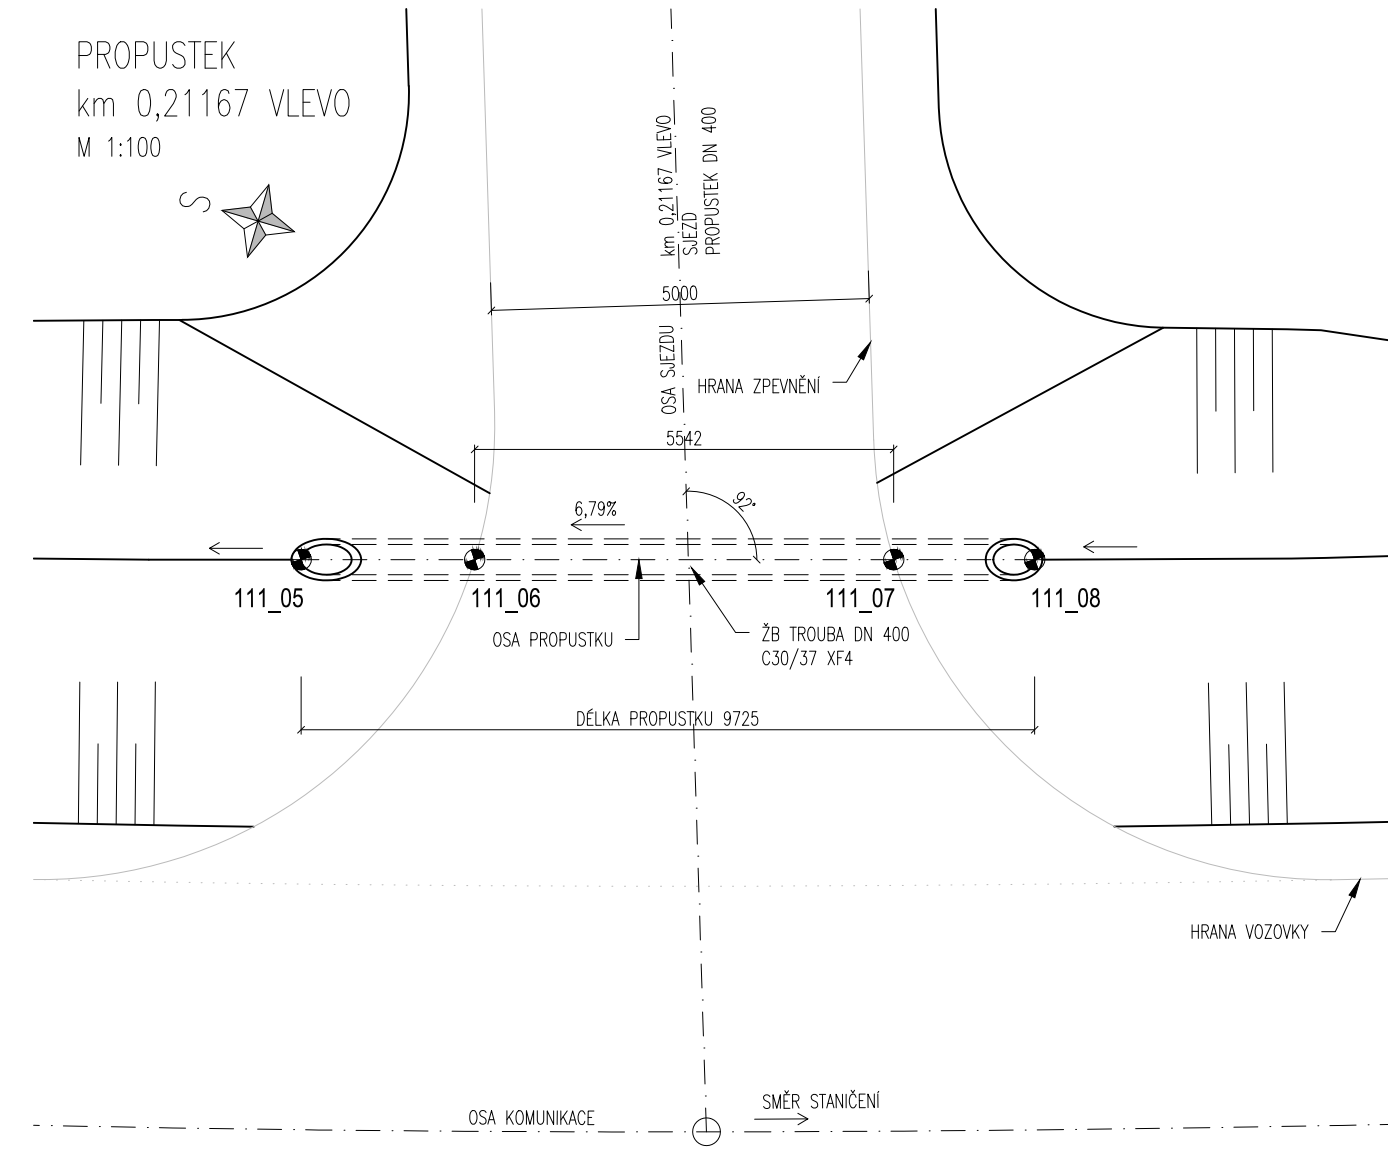 PROPUSTEK
km 0,21167 VLEVO
M 1:100
S
km 0,21167 VLEVO
SJEZD
PROPUSTEK DN 400
5000
OSA SJEZDU
HRANA ZPEVNĚNÍ
5542
6,79%
92°
111_05
111_06
111_07
111_08
OSA PROPUSTKU
ŽB TROUBA DN 400
C30/37 XF4
DÉLKA PROPUSTKU 9725
HRANA VOZOVKY
SMĚR STANIČENÍ
OSA KOMUNIKACE